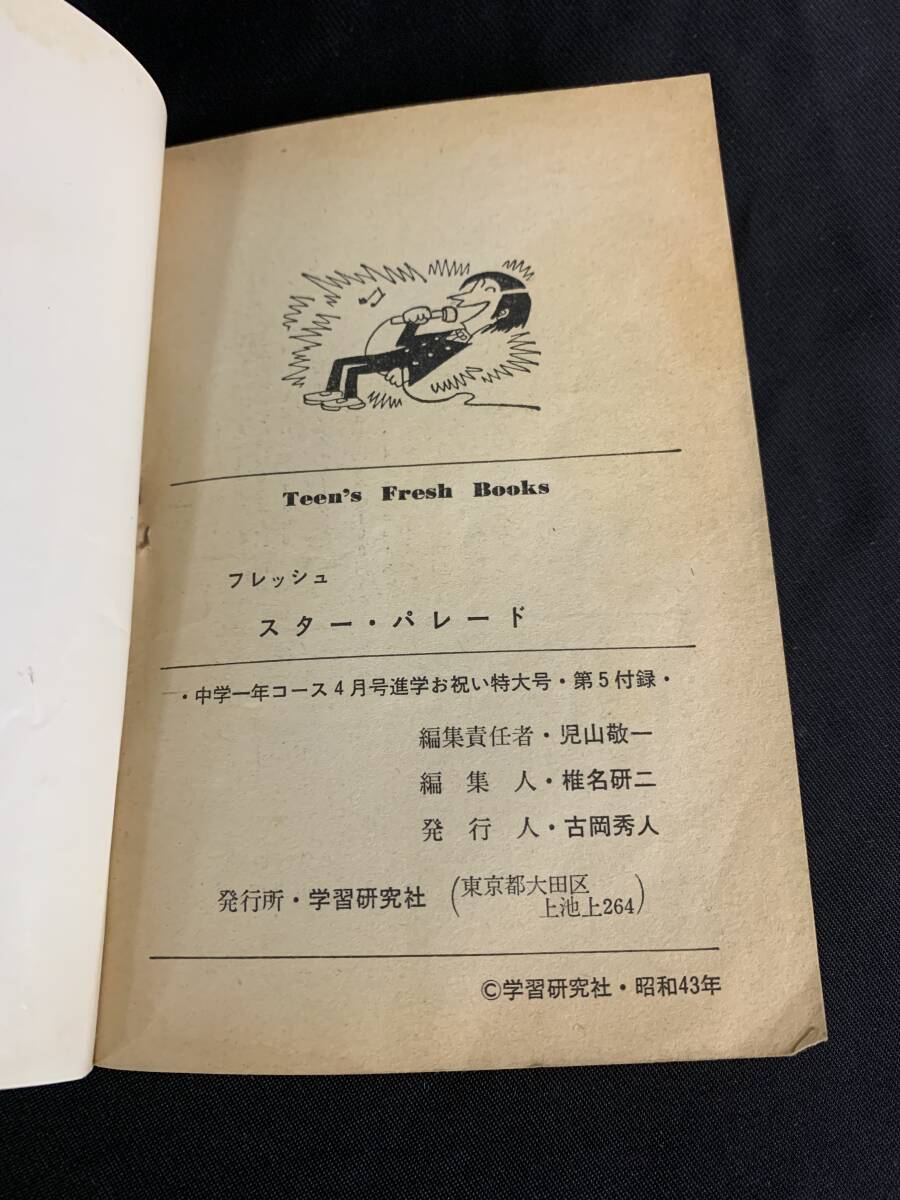 Teen's Fresh Books
フレッシュ
スター・パレード
・中学一年コース4月号進学お祝い特大号・第5付録・
編集責任者・児山敬一
編集人・椎名研二
発行人・古岡秀人
発行所・学習研究社（東京都大田区
上池上264）
©学習研究社・昭和43年